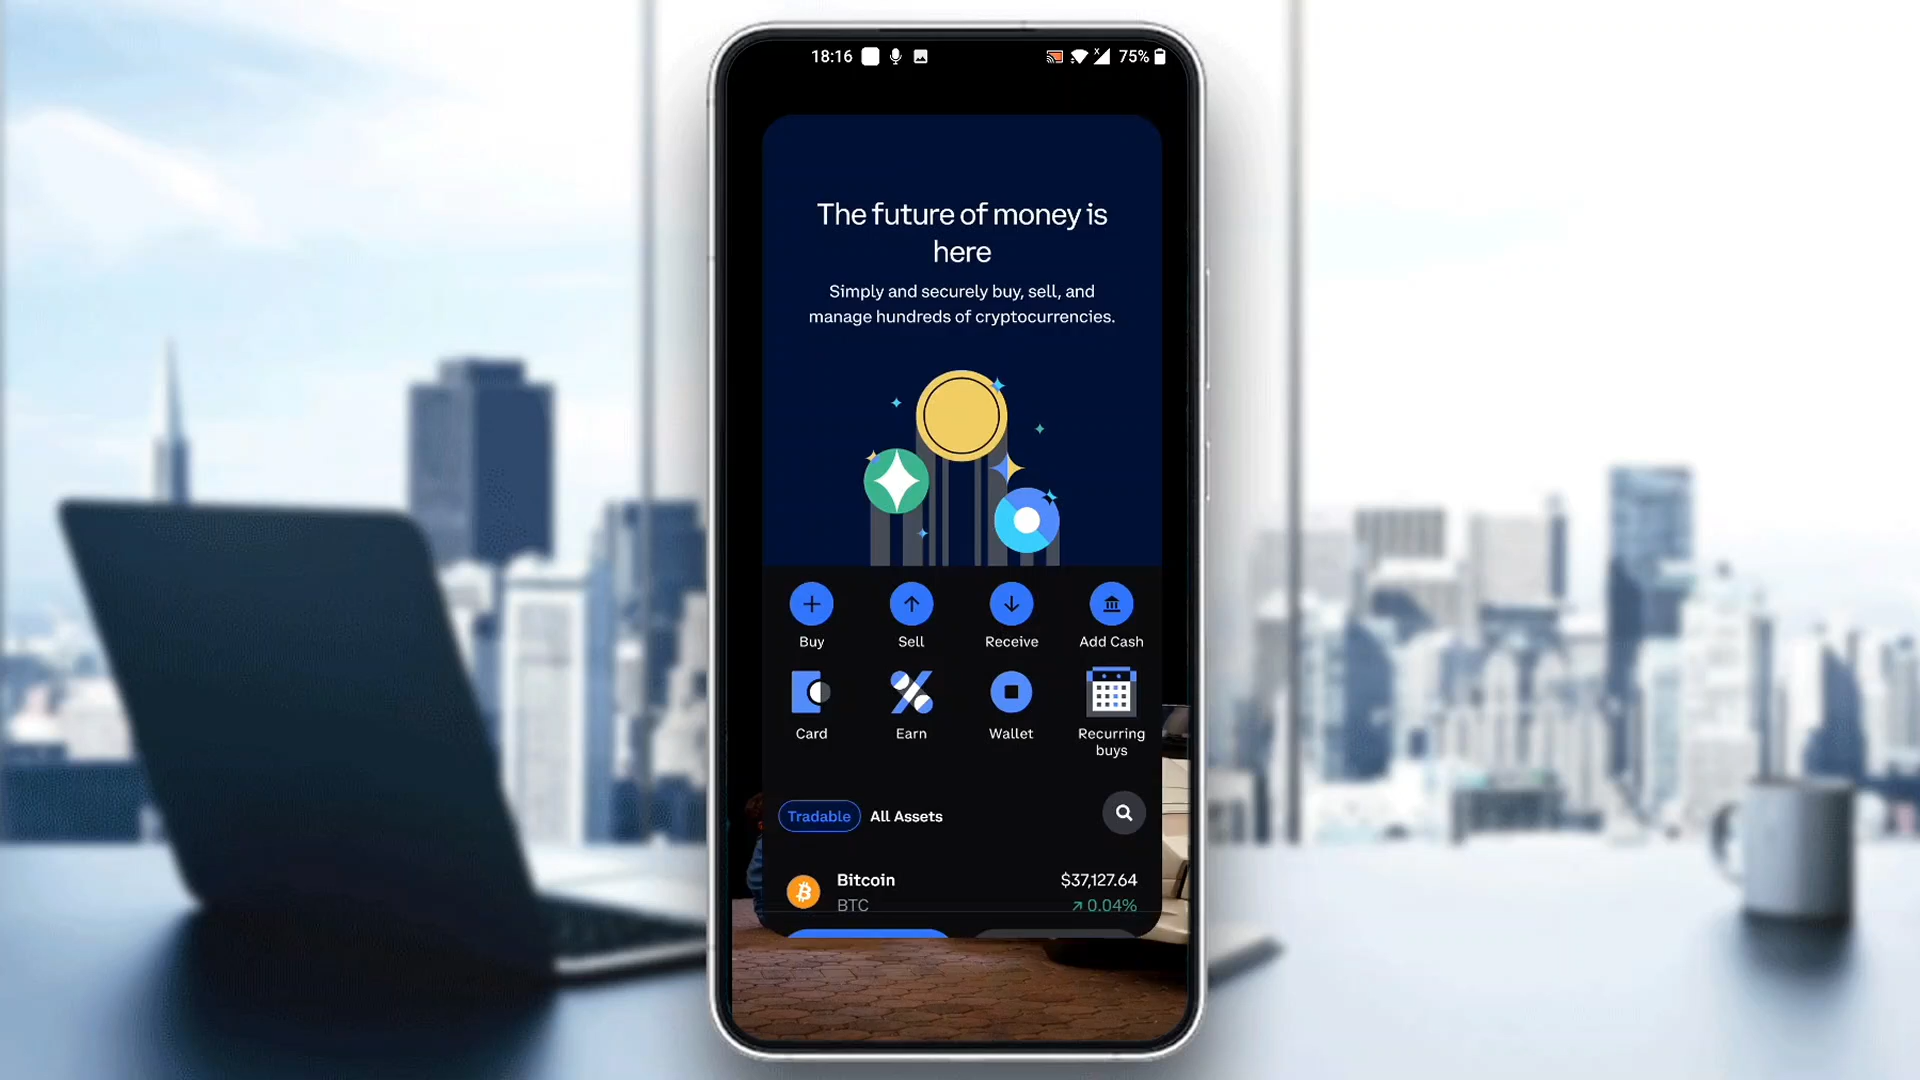 18:16
75%
The future of money is
here
Simply and securely buy, sell, and
manage hundreds of cryptocurrencies.
Buy
Sell
Receive
Add Cash
Card
Earn
Wallet
Recurring
buys
Tradable
All Assets
Bitcoin
$37,127.64
BTC
↗ 0.04%